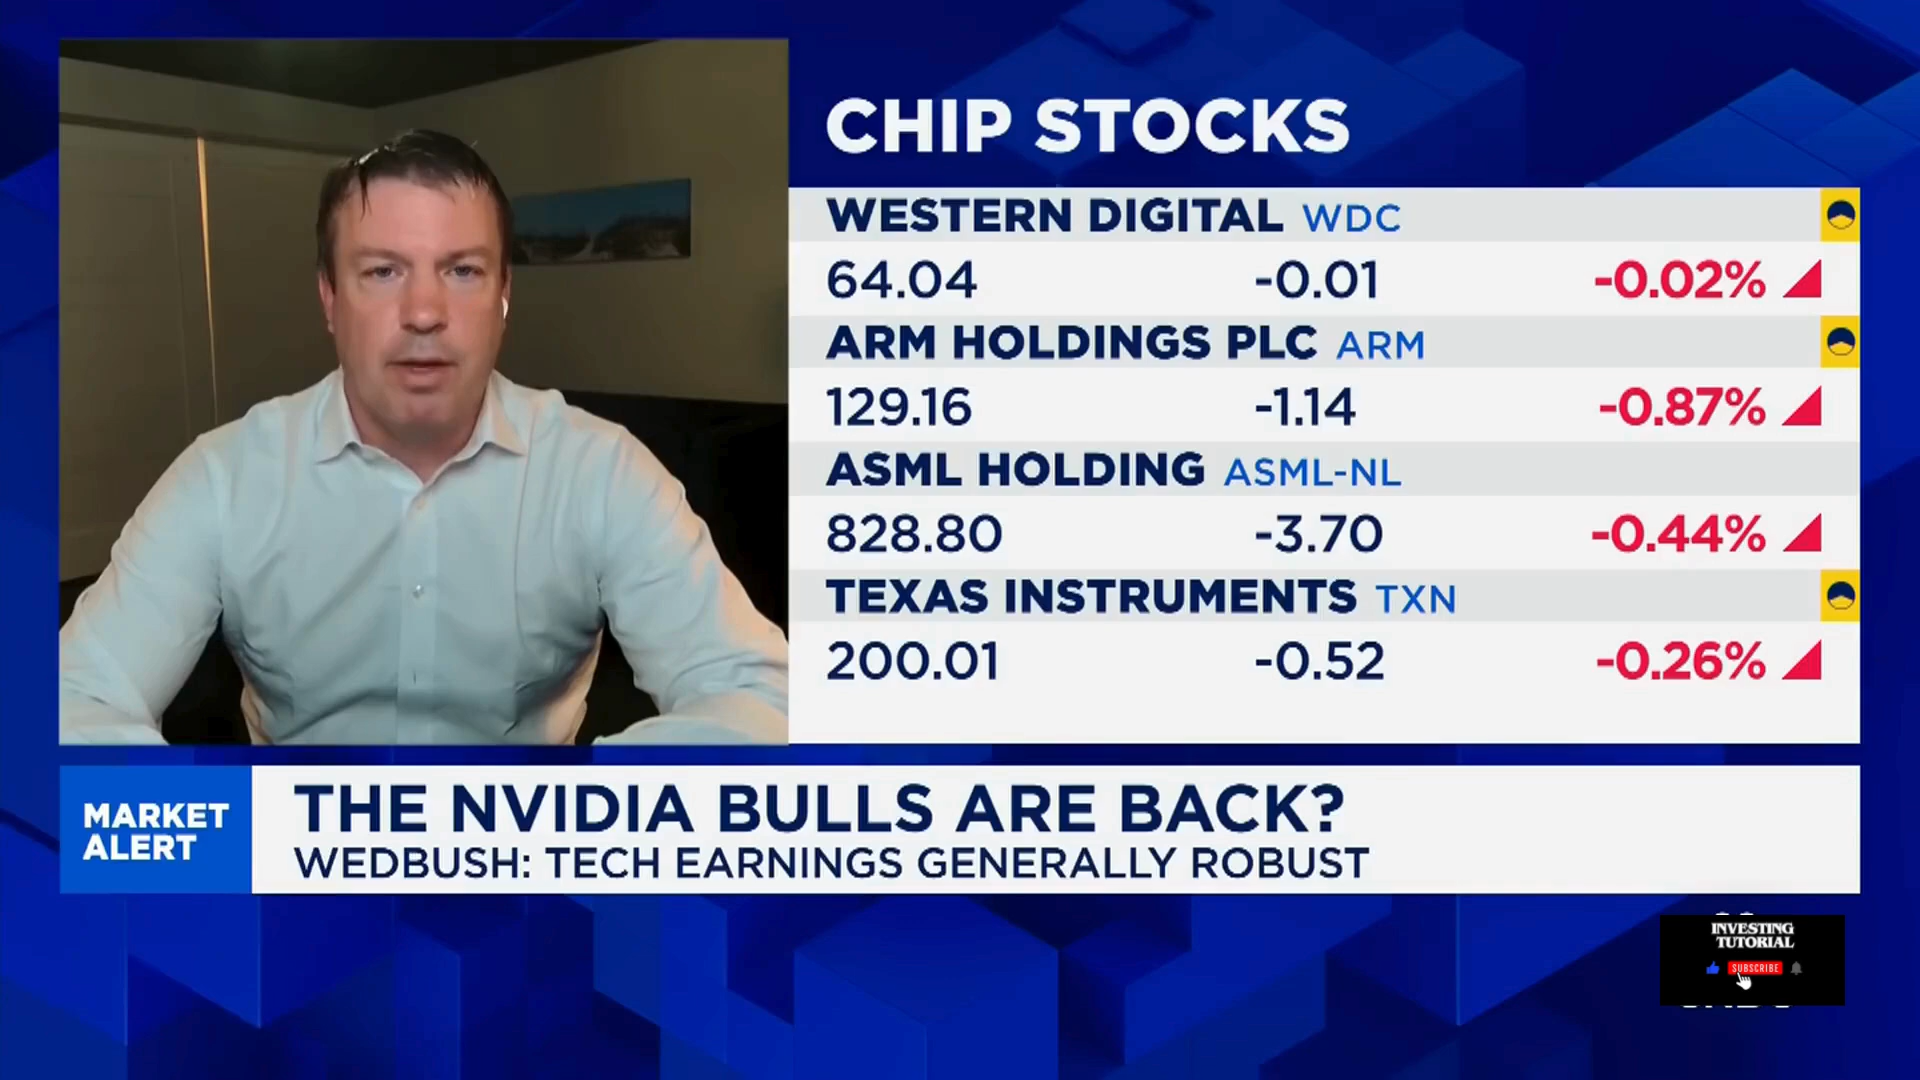 CHIP STOCKS
WESTERN DIGITAL WDC
64.04 -0.01 -0.02%
ARM HOLDINGS PLC ARM
129.16 -1.14 -0.87%
ASML HOLDING ASML-NL
828.80 -3.70 -0.44%
TEXAS INSTRUMENTS TXN
200.01 -0.52 -0.26%
MARKET
ALERT
THE NVIDIA BULLS ARE BACK?
WEDBUSH: TECH EARNINGS GENERALLY ROBUST
INVESTING
TUTORIAL
SUBSCRIBE